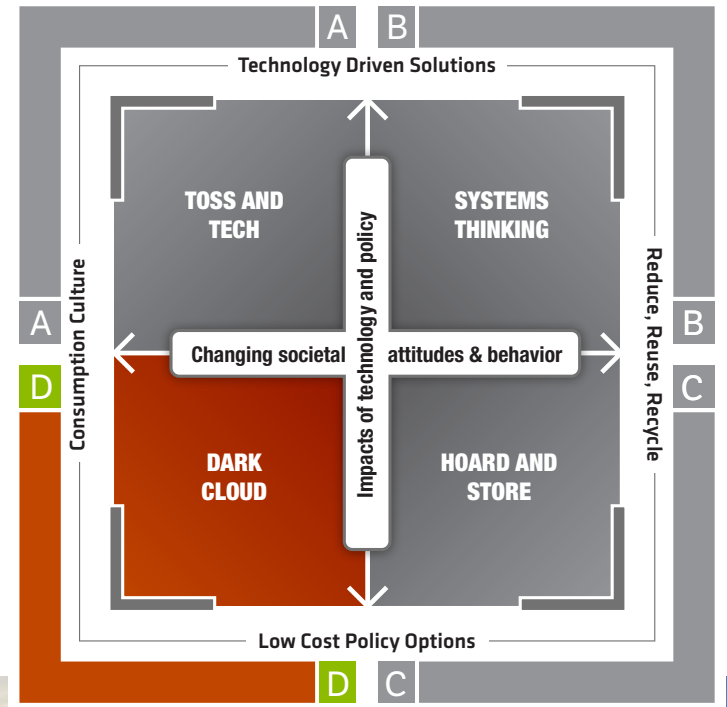 A B
Technology Driven Solutions
TOSS AND
TECH
SYSTEMS
THINKING
Consumption Culture
Impacts of technology and policy
Reduce, Reuse, Recycle
A
B
Changing societal attitudes & behavior
D
C
DARK
CLOUD
HOARD AND
STORE
Low Cost Policy Options
D C